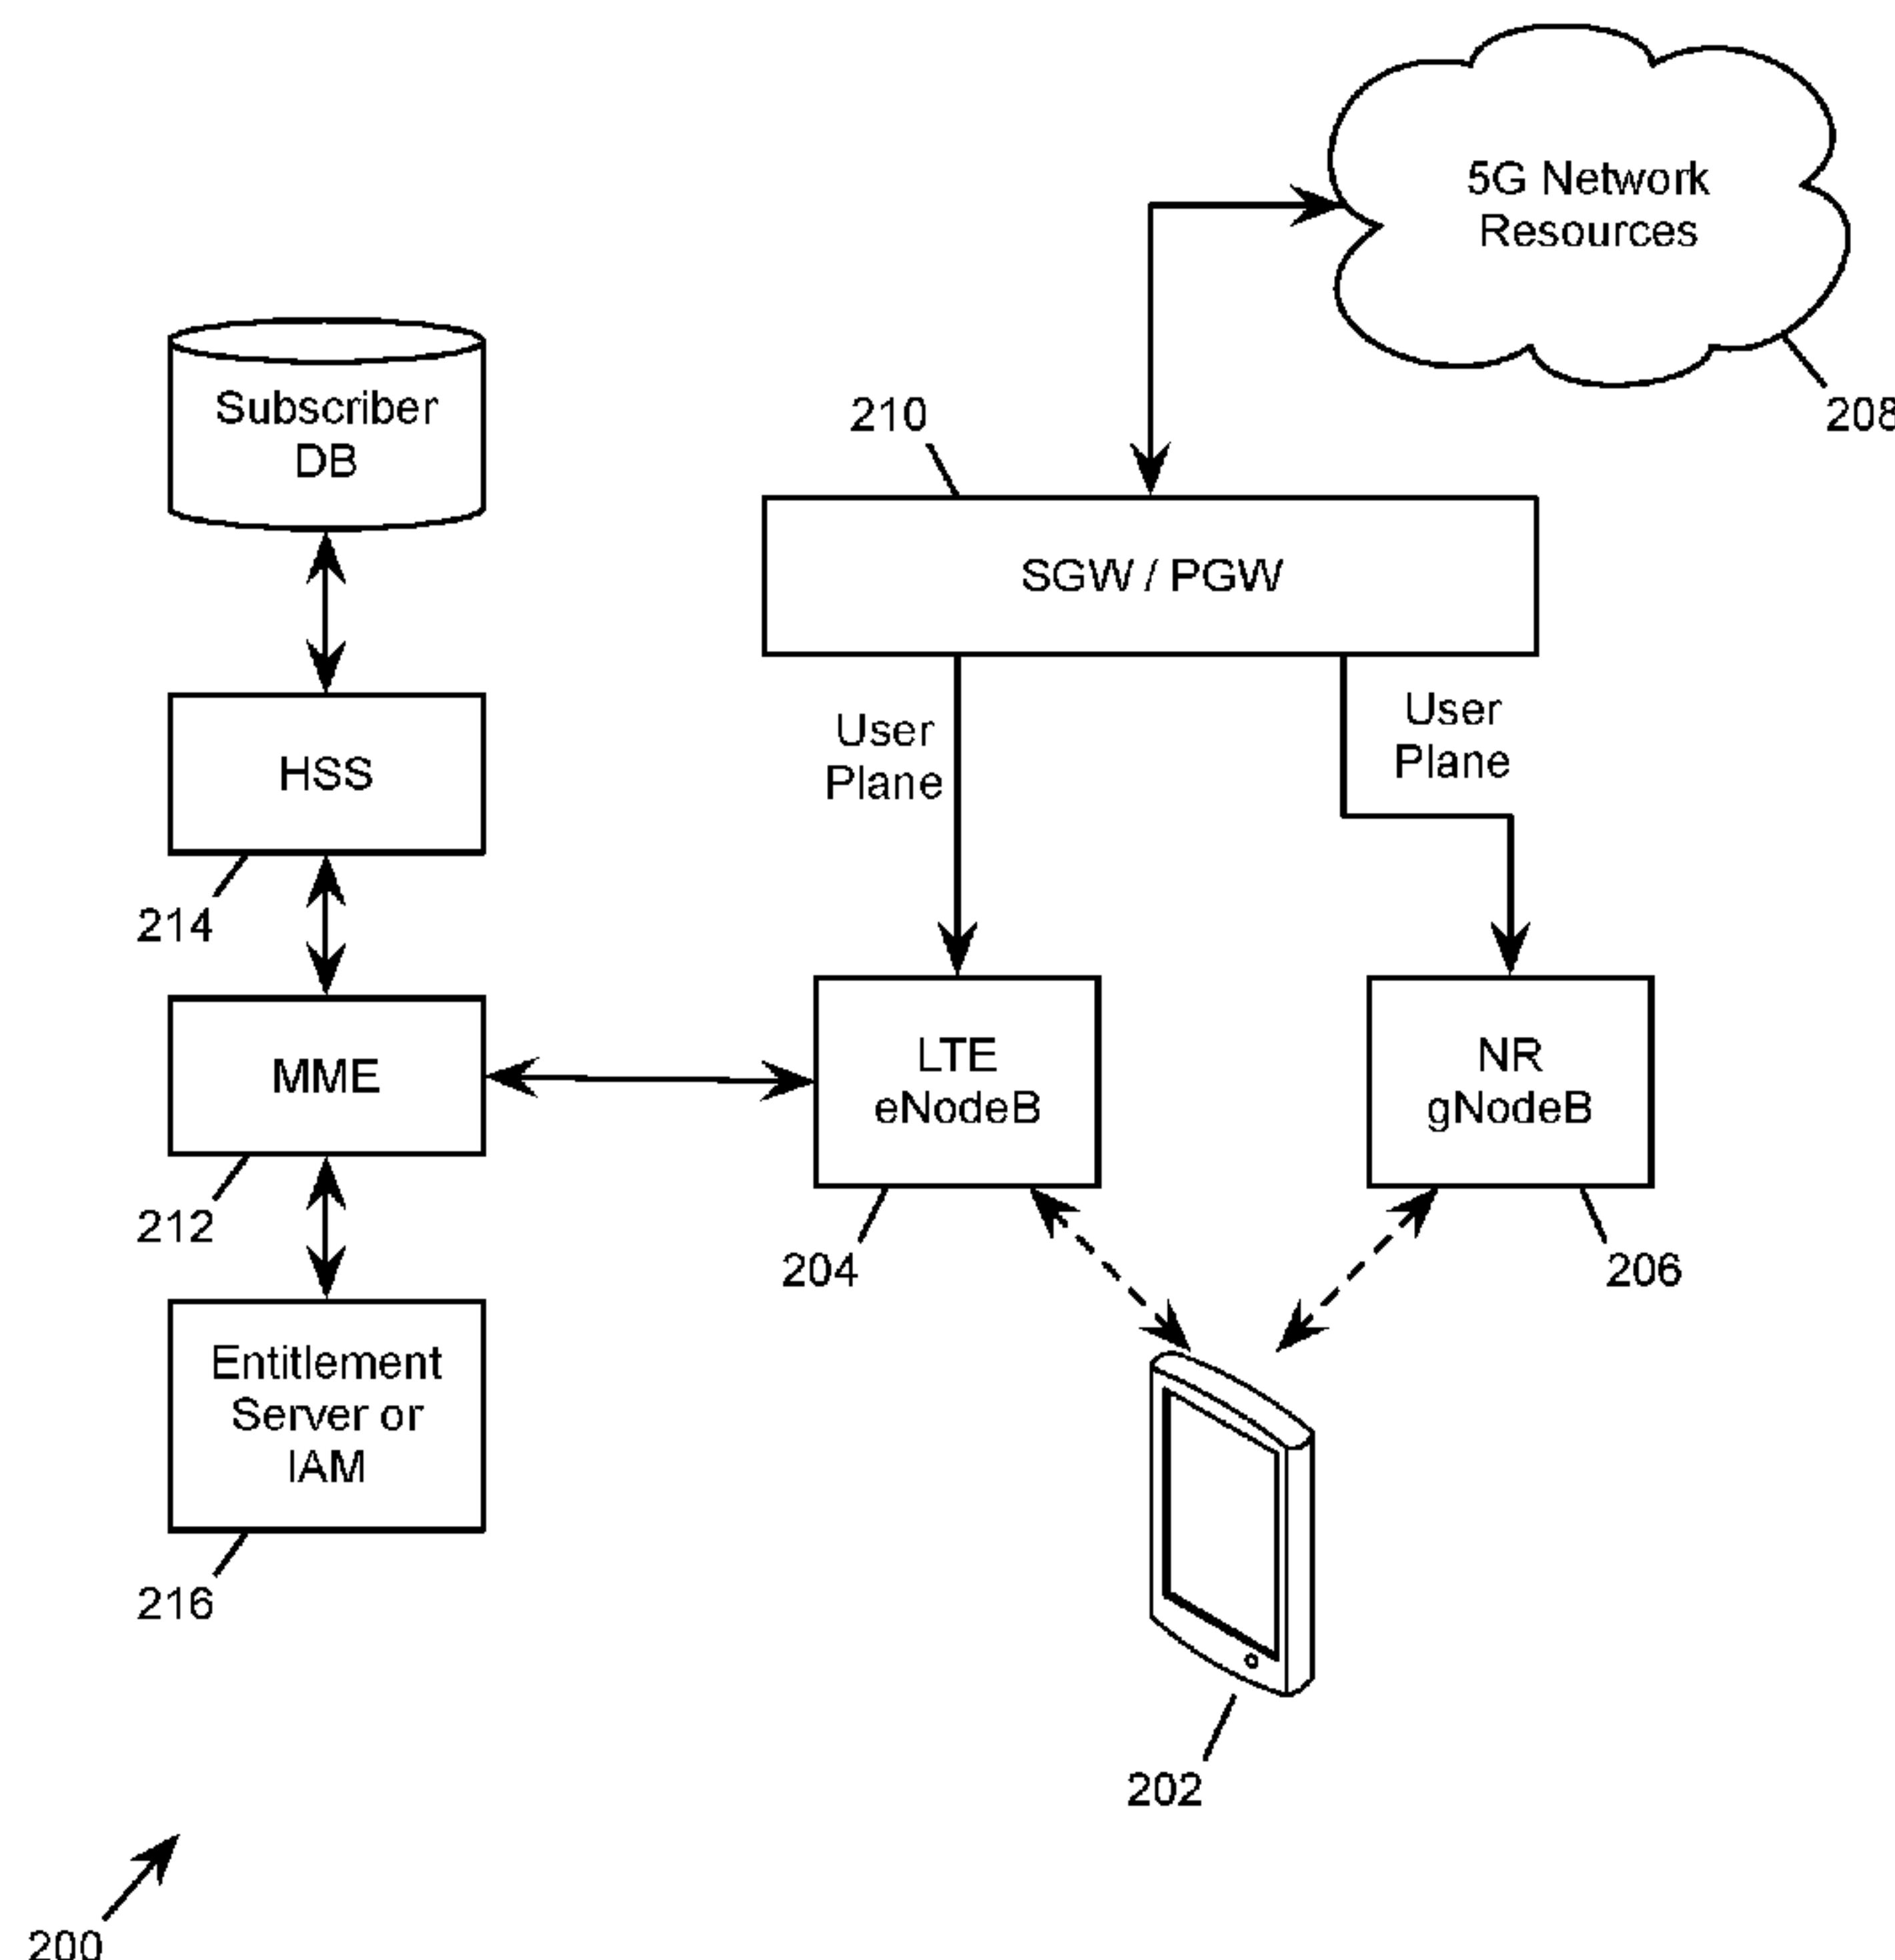 5G Network
Resources
208
Subscriber
DB
210
SGW / PGW
User
Plane
User
Plane
HSS
214
MME
212
LTE
eNodeB
204
NR
gNodeB
206
Entitlement
Server or
IAM
216
202
200